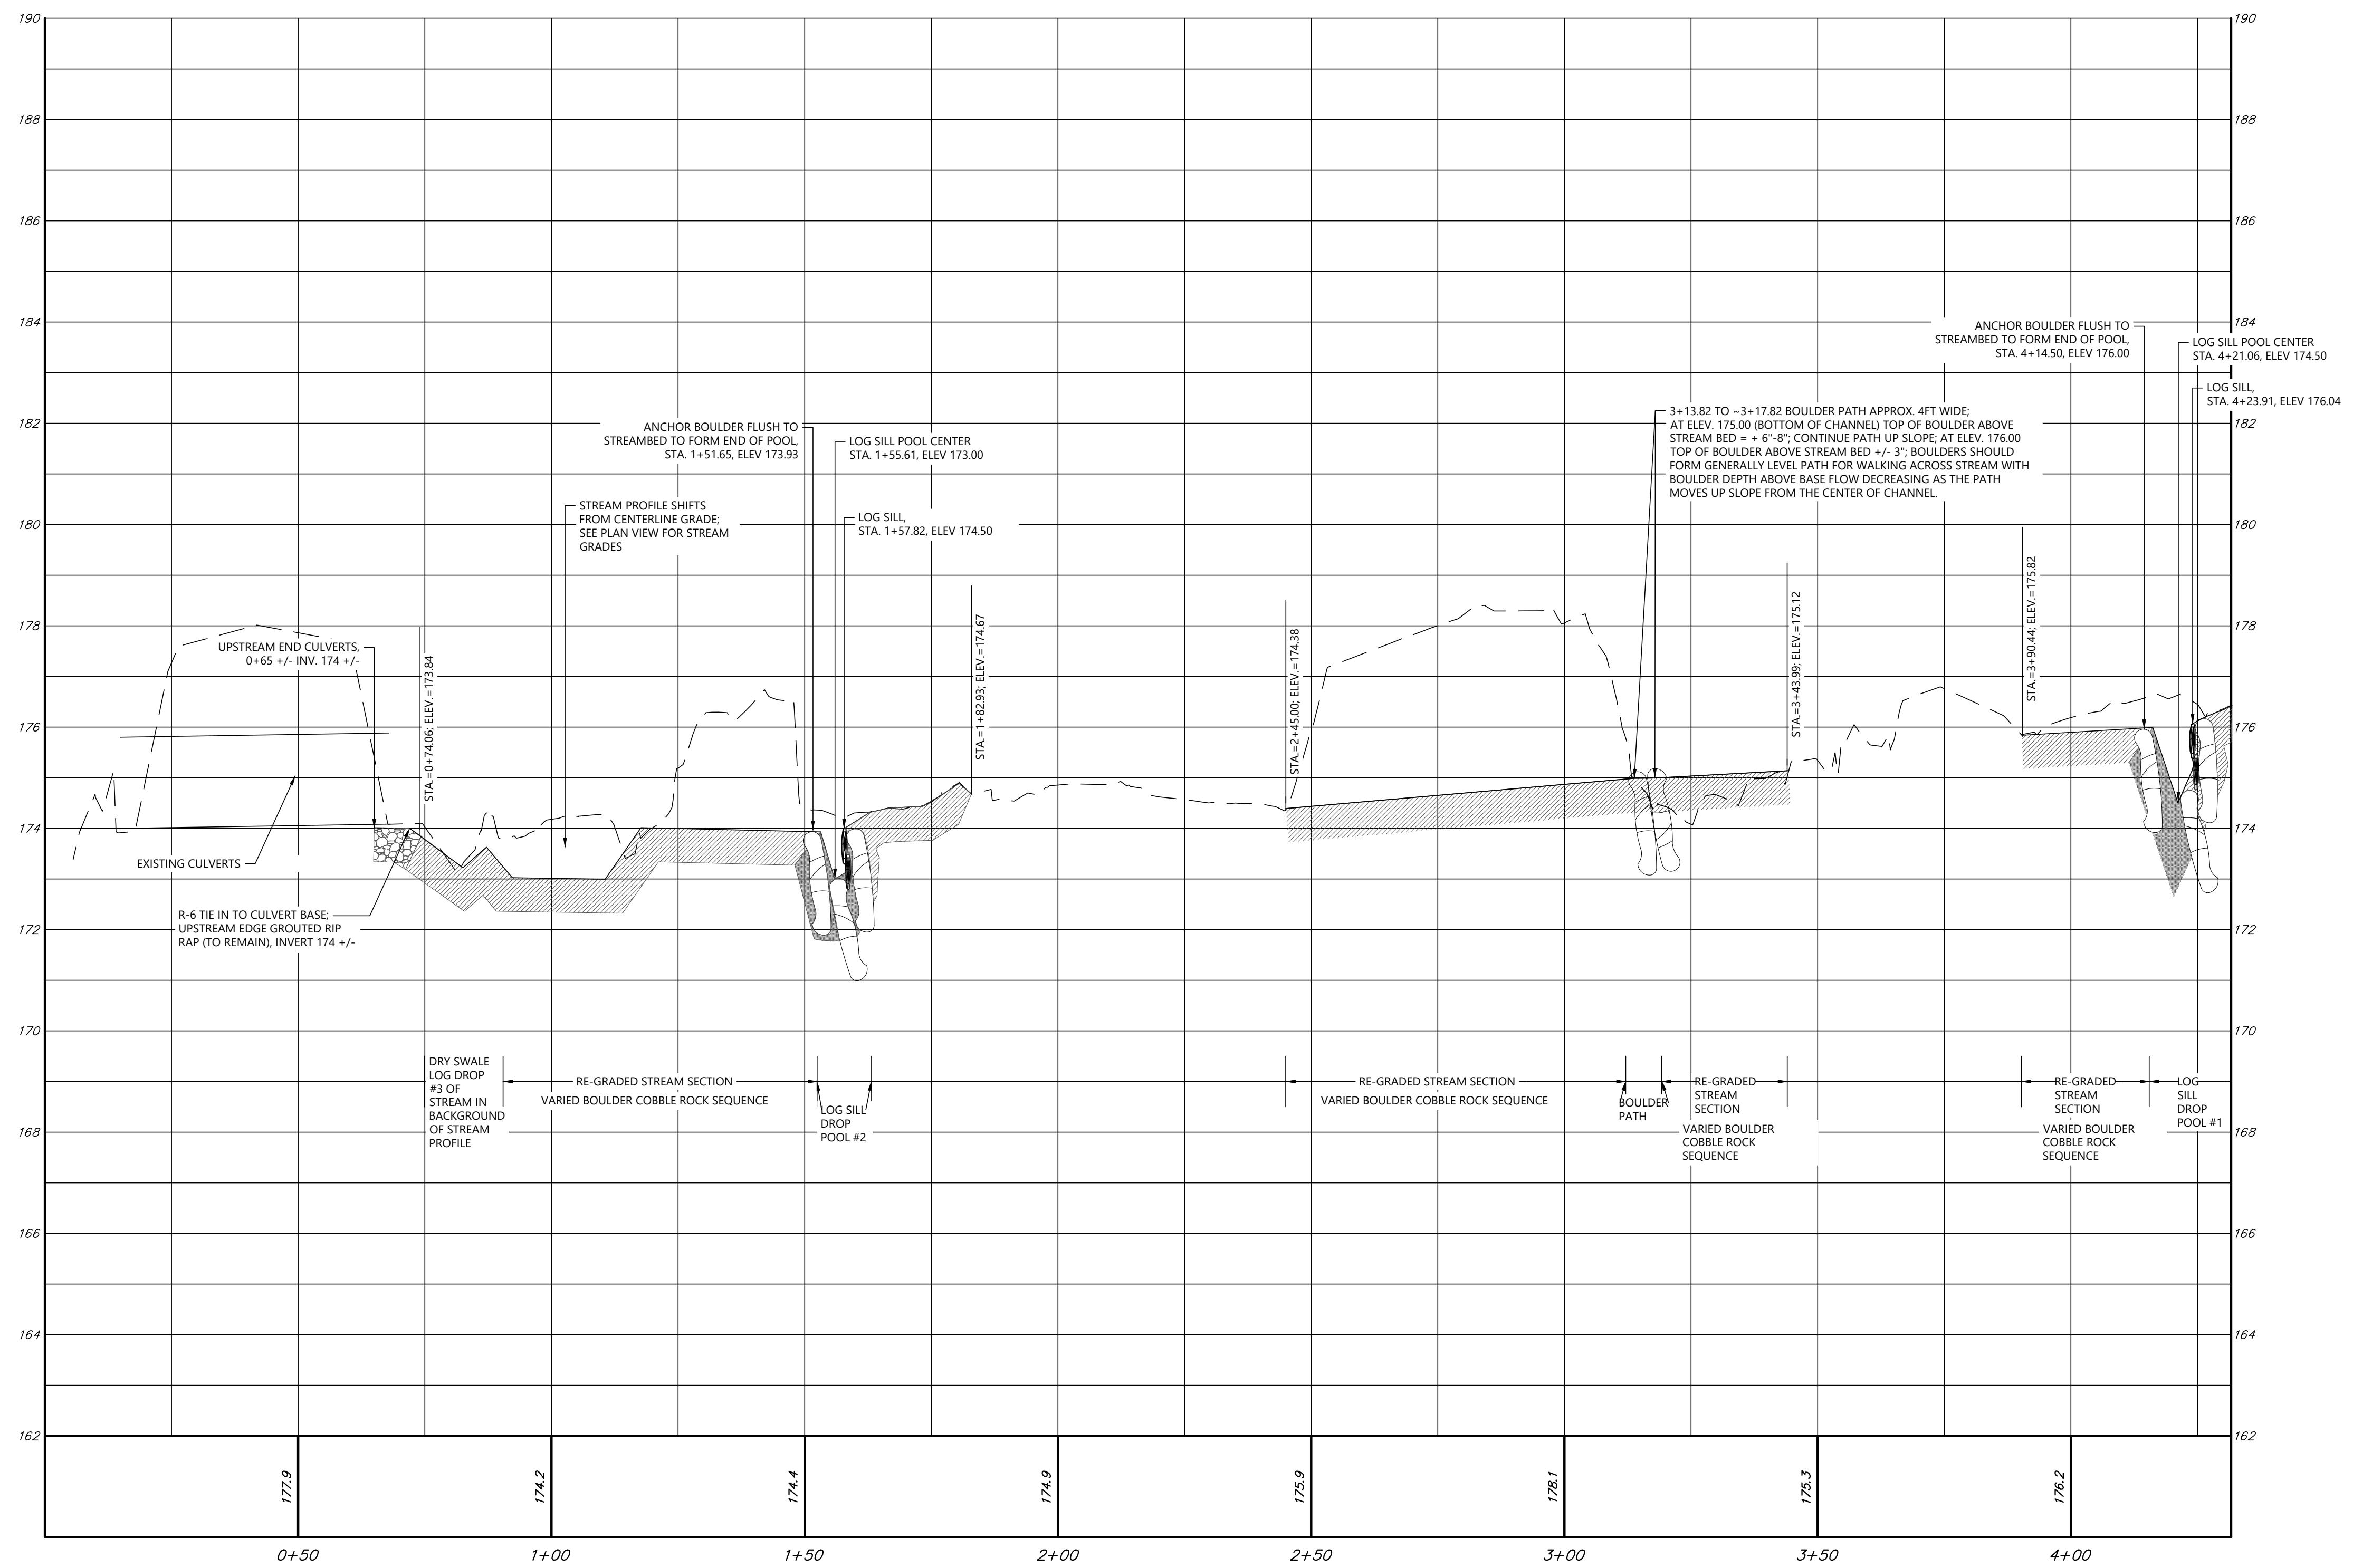 190
190
188
188
186
186
184
184
ANCHOR BOULDER FLUSH TO
STREAMBED TO FORM END OF POOL,
STA. 4+14.50, ELEV 176.00
LOG SILL POOL CENTER
STA. 4+21.06, ELEV 174.50
LOG SILL,
STA. 4+23.91, ELEV 176.04
182
182
3+13.82 TO ~3+17.82 BOULDER PATH APPROX. 4FT WIDE;
AT ELEV. 175.00 (BOTTOM OF CHANNEL) TOP OF BOULDER ABOVE
STREAM BED = + 6"-8"; CONTINUE PATH UP SLOPE; AT ELEV. 176.00
TOP OF BOULDER ABOVE STREAM BED +/- 3"; BOULDERS SHOULD
FORM GENERALLY LEVEL PATH FOR WALKING ACROSS STREAM WITH
BOULDER DEPTH ABOVE BASE FLOW DECREASING AS THE PATH
MOVES UP SLOPE FROM THE CENTER OF CHANNEL.
ANCHOR BOULDER FLUSH TO
STREAMBED TO FORM END OF POOL,
STA. 1+51.65, ELEV 173.93
LOG SILL POOL CENTER
STA. 1+55.61, ELEV 173.00
STREAM PROFILE SHIFTS
FROM CENTERLINE GRADE;
SEE PLAN VIEW FOR STREAM
GRADES
LOG SILL,
STA. 1+57.82, ELEV 174.50
180
180
178
178
UPSTREAM END CULVERTS,
0+65 +/- INV. 174 +/-
STA.=0+74.06; ELEV.=173.84
STA.=1+82.93; ELEV.=174.67
STA.=2+45.00; ELEV.=174.38
STA.=3+43.99; ELEV.=175.12
STA.=3+90.44; ELEV.=175.82
176
176
174
174
EXISTING CULVERTS
R-6 TIE IN TO CULVERT BASE;
UPSTREAM EDGE GROUTED RIP
RAP (TO REMAIN), INVERT 174 +/-
172
172
170
170
DRY SWALE
LOG DROP
#3 OF
STREAM IN
BACKGROUND
OF STREAM
PROFILE
RE-GRADED STREAM SECTION
VARIED BOULDER COBBLE ROCK SEQUENCE
LOG SILL
DROP
POOL #2
RE-GRADED STREAM SECTION
VARIED BOULDER COBBLE ROCK SEQUENCE
BOULDER
PATH
RE-GRADED
STREAM
SECTION
VARIED BOULDER
COBBLE ROCK
SEQUENCE
RE-GRADED
STREAM
SECTION
VARIED BOULDER
COBBLE ROCK
SEQUENCE
LOG
SILL
DROP
POOL #1
168
168
166
166
164
164
162
162
177.9
174.2
174.4
174.9
175.9
178.1
175.3
176.2
0+50
1+00
1+50
2+00
2+50
3+00
3+50
4+00